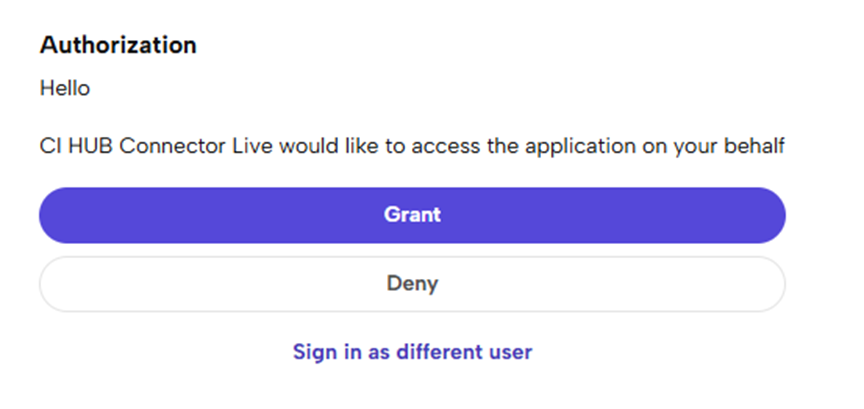 Authorization
Hello
CI HUB Connector Live would like to access the application on your behalf
Grant
Deny
Sign in as different user